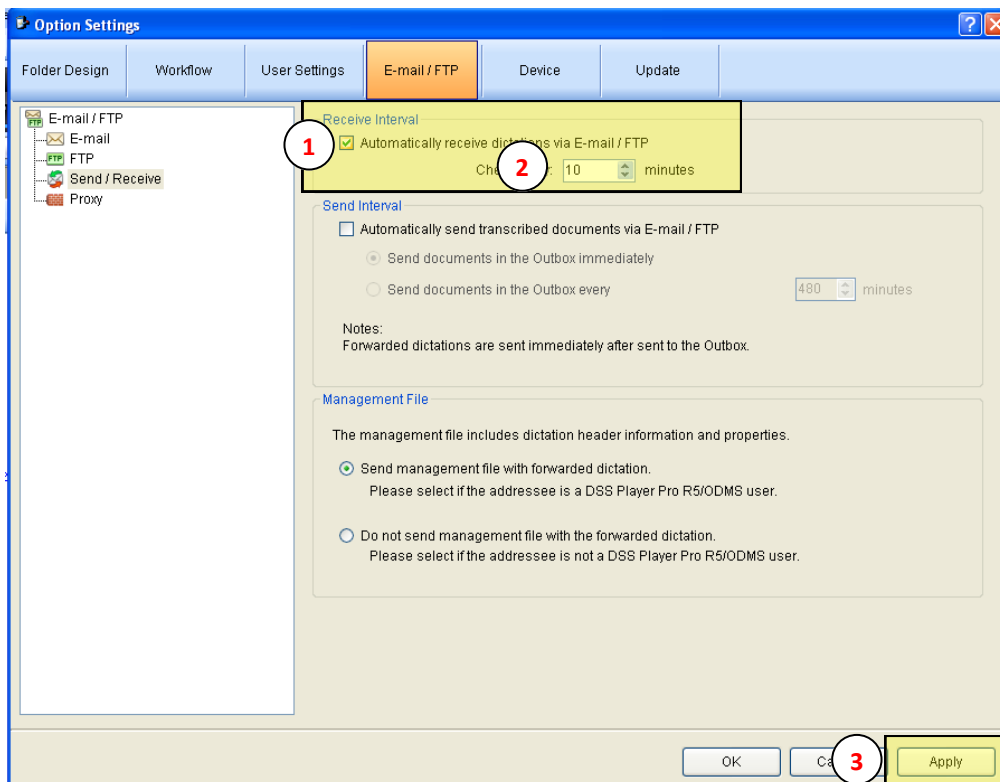 Option Settings
Folder Design Workflow User Settings E-mail / FTP Device Update
E-mail / FTP
E-mail
FTP
Send / Receive
Proxy
Receive Interval
1 Automatically receive dictations via E-mail / FTP
2 10 minutes
Send Interval
Automatically send transcribed documents via E-mail / FTP
Send documents in the Outbox immediately
Send documents in the Outbox every 480 minutes
Notes:
Forwarded dictations are sent immediately after sent to the Outbox.
Management File
The management file includes dictation header information and properties.
Send management file with forwarded dictation.
Please select if the addressee is a DSS Player Pro R5/ODMS user.
Do not send management file with the forwarded dictation.
Please select if the addressee is not a DSS Player Pro R5/ODMS user.
OK 3 Apply